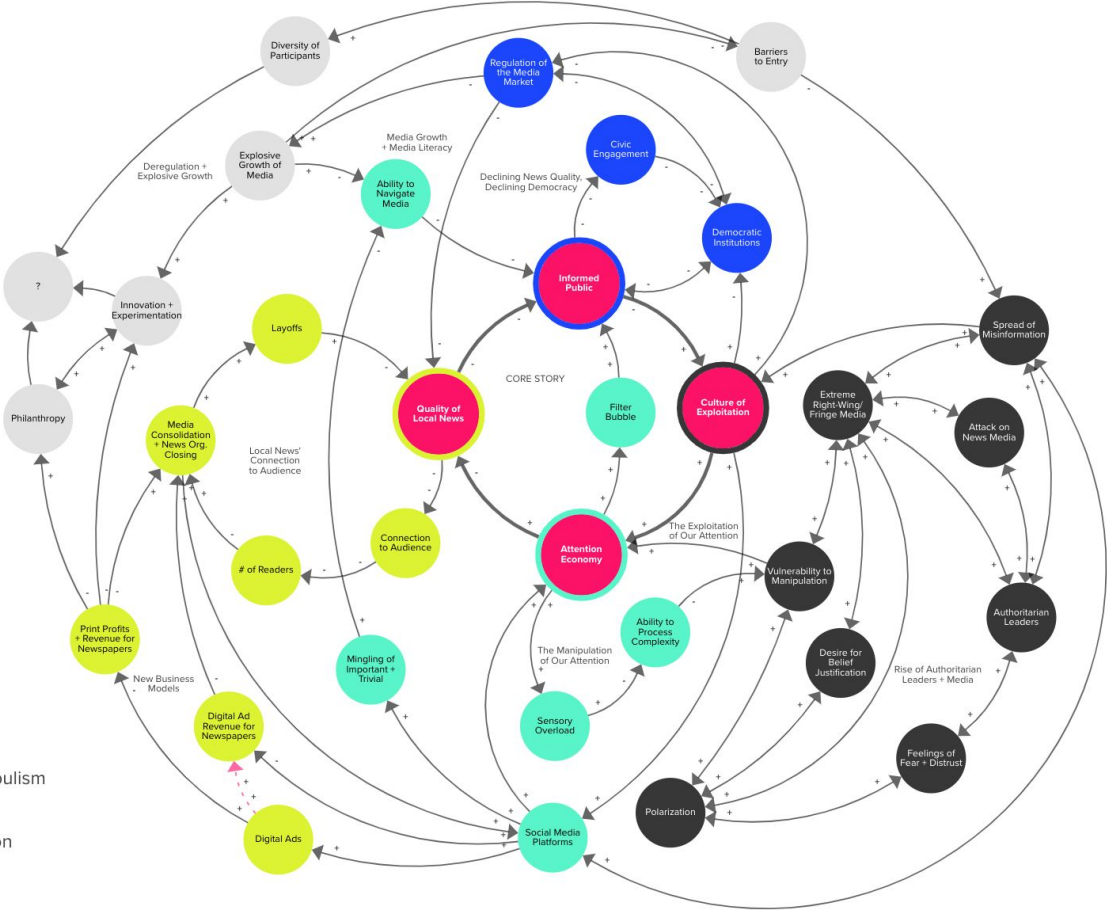 Diversity of
Participants
Barriers
to Entry
Regulation of
the Media
Market
Media Growth
+ Media Literacy
Civic
Engagement
Explosive
Growth of
Media
Deregulation +
Explosive Growth
Ability to
Navigate
Media
Declining News Quality,
Declining Democracy
Democratic
Institutions
?
Innovation +
Experimentation
Informed
Public
Layoffs
Spread of
Misinformation
CORE STORY
Philanthropy
Media
Consolidation
+ News Org.
Closing
Quality of
Local News
Filter
Bubble
Culture of
Exploitation
Extreme
Right-Wing/
Fringe Media
Attack on
News Media
Local News'
Connection
to Audience
Connection
to Audience
Attention
Economy
The Exploitation
of Our Attention
# of Readers
Vulnerability to
Manipulation
Print Profits
+ Revenue for
Newspapers
Ability to
Process
Complexity
Authoritarian
Leaders
Mingling of
Important +
Trivial
The Manipulation
of Our Attention
Desire for
Belief
Justification
Rise of Authoritarian
Leaders + Media
New Business
Models
Digital Ad
Revenue for
Newspapers
Sensory
Overload
Feelings of
Fear + Distrust
pulism
Polarization
on
Digital Ads
Social Media
Platforms